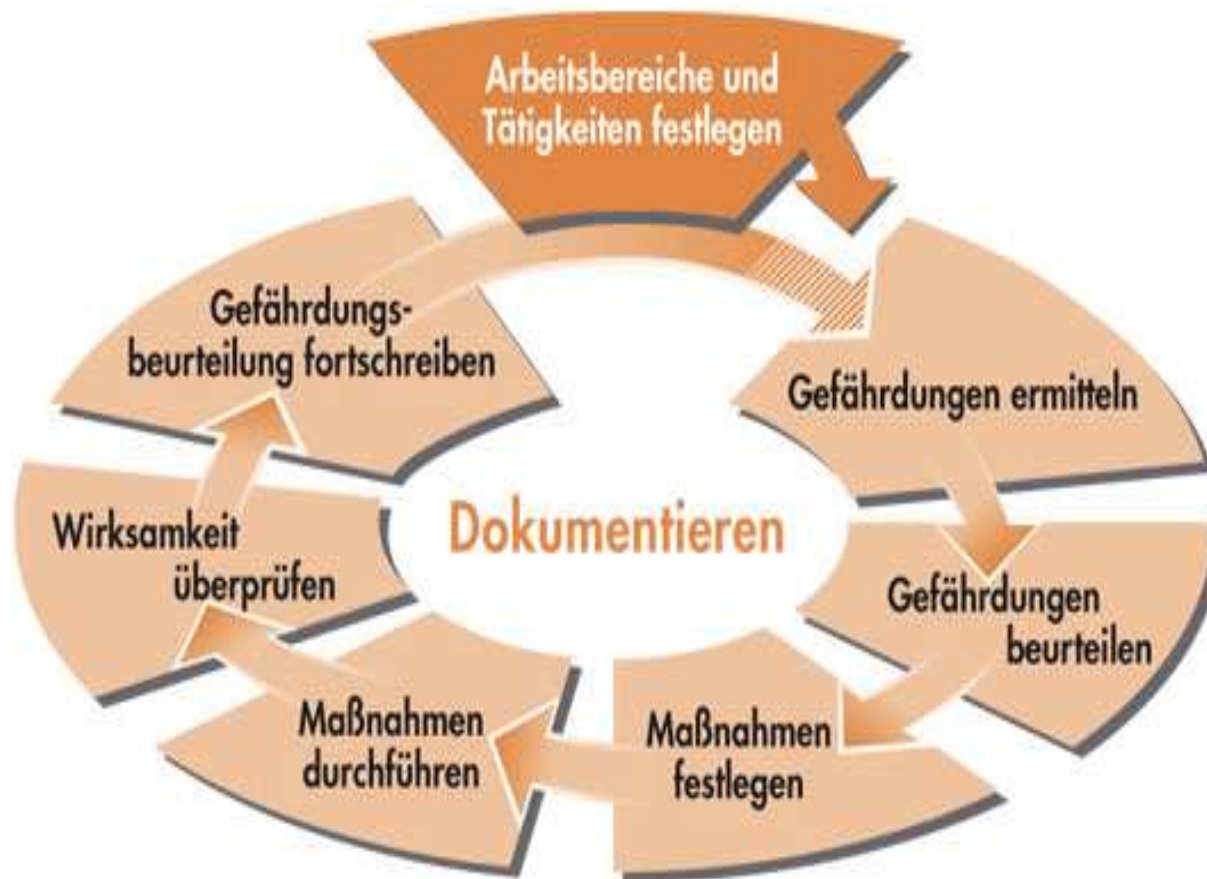 Arbeitsbereiche und
Tätigkeiten festlegen
Gefährdungen ermitteln
Gefährdungen
beurteilen
Maßnahmen
festlegen
Maßnahmen
durchführen
Wirksamkeit
überprüfen
Gefährdungs-
beurteilung fortschreiben
Dokumentieren